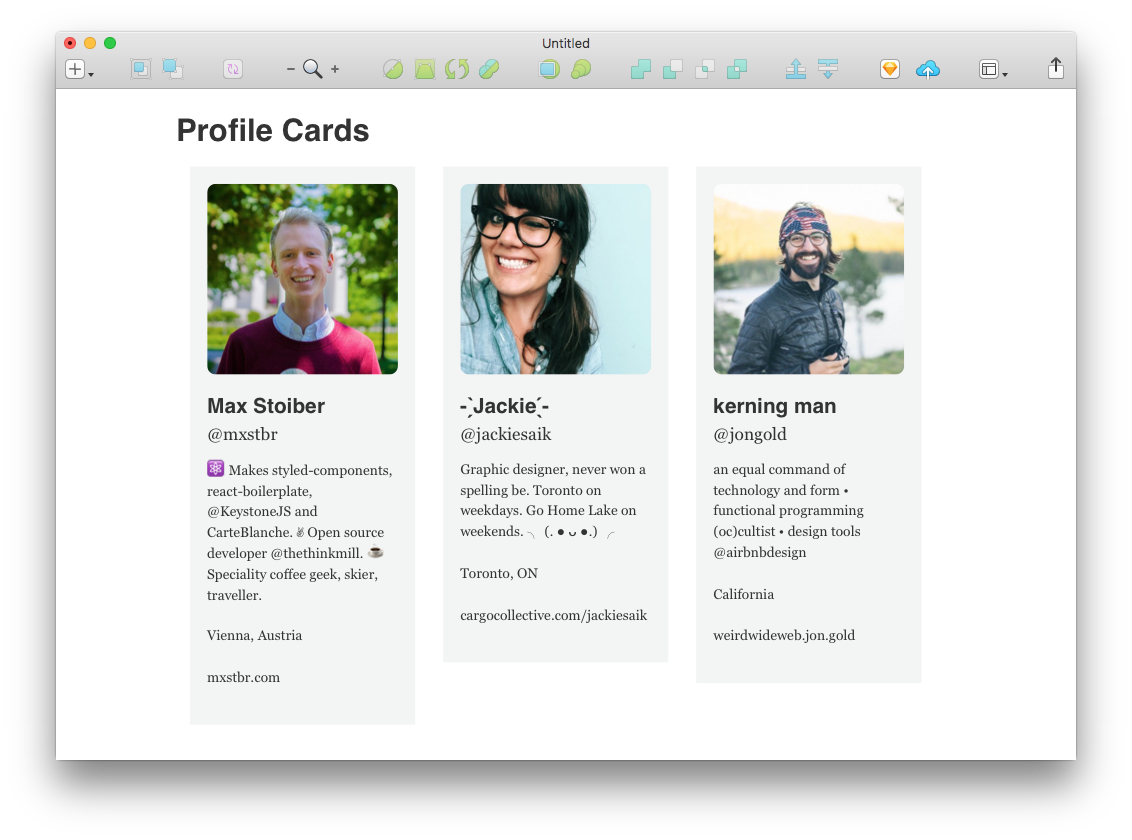 Untitled
Profile Cards
Max Stoiber
@mxstbr
⚛️ Makes styled-components,
react-boilerplate,
@KeystoneJS and
CarteBlanche. ✌ Open source
developer @thethinkmill. ☕
Speciality coffee geek, skier,
traveller.
Vienna, Austria
mxstbr.com
- ̗̀Jackie ̖́-
@jackiesaik
Graphic designer, never won a
spelling be. Toronto on
weekdays. Go Home Lake on
weekends. ╮ (. ● ᴗ ●.) ╭
Toronto, ON
cargocollective.com/jackiesaik
kerning man
@jongold
an equal command of
technology and form •
functional programming
(oc)cultist • design tools
@airbnbdesign
California
weirdwideweb.jon.gold